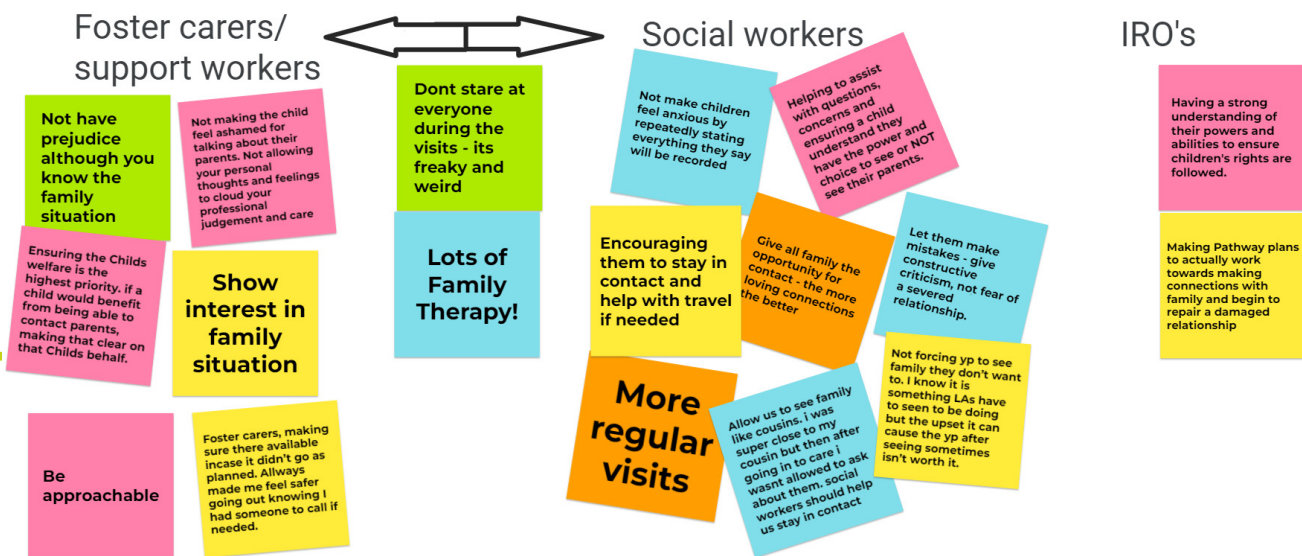 Foster carers/
support workers
Not have
prejudice
although you
know the
family
situation
Not making the child
feel ashamed for
talking about their
parents. Not allowing
your personal
thoughts and feelings
to cloud your
professional
judgement and care
Ensuring the Childs
welfare is the
highest priority. if a
child would benefit
from being able to
contact parents,
making that clear on
that Childs behalf.
Show
interest in
family
situation
Be
approachable
Foster carers, making
sure there available
incase it didn't go as
planned. Allways
made me feel safer
going out knowing I
had someone to call if
needed.
Dont stare at
everyone
during the
visits - its
freaky and
weird
Lots of
Family
Therapy!
Social workers
Not make children
feel anxious by
repeatedly stating
everything they say
will be recorded
Helping to assist
with questions,
concerns and
ensuring a child
understand they
have the power and
choice to see or NOT
see their parents.
Encouraging
them to stay in
contact and
help with travel
if needed
Give all family the
opportunity for
contact - the more
loving connections
the better
Let them make
mistakes - give
constructive
criticism, not fear of
a severed
relationship.
More
regular
visits
Allow us to see family
like cousins. i was
super close to my
cousin but then after
going in to care i
wasnt allowed to ask
about them. social
workers should help
us stay in contact
Not forcing yp to see
family they don't want
to. I know it is
something LAs have
to seen to be doing
but the upset it can
cause the yp after
seeing sometimes
isn't worth it.
IRO's
Having a strong
understanding of
their powers and
abilities to ensure
children's rights are
followed.
Making Pathway plans
to actually work
towards making
connections with
family and begin to
repair a damaged
relationship